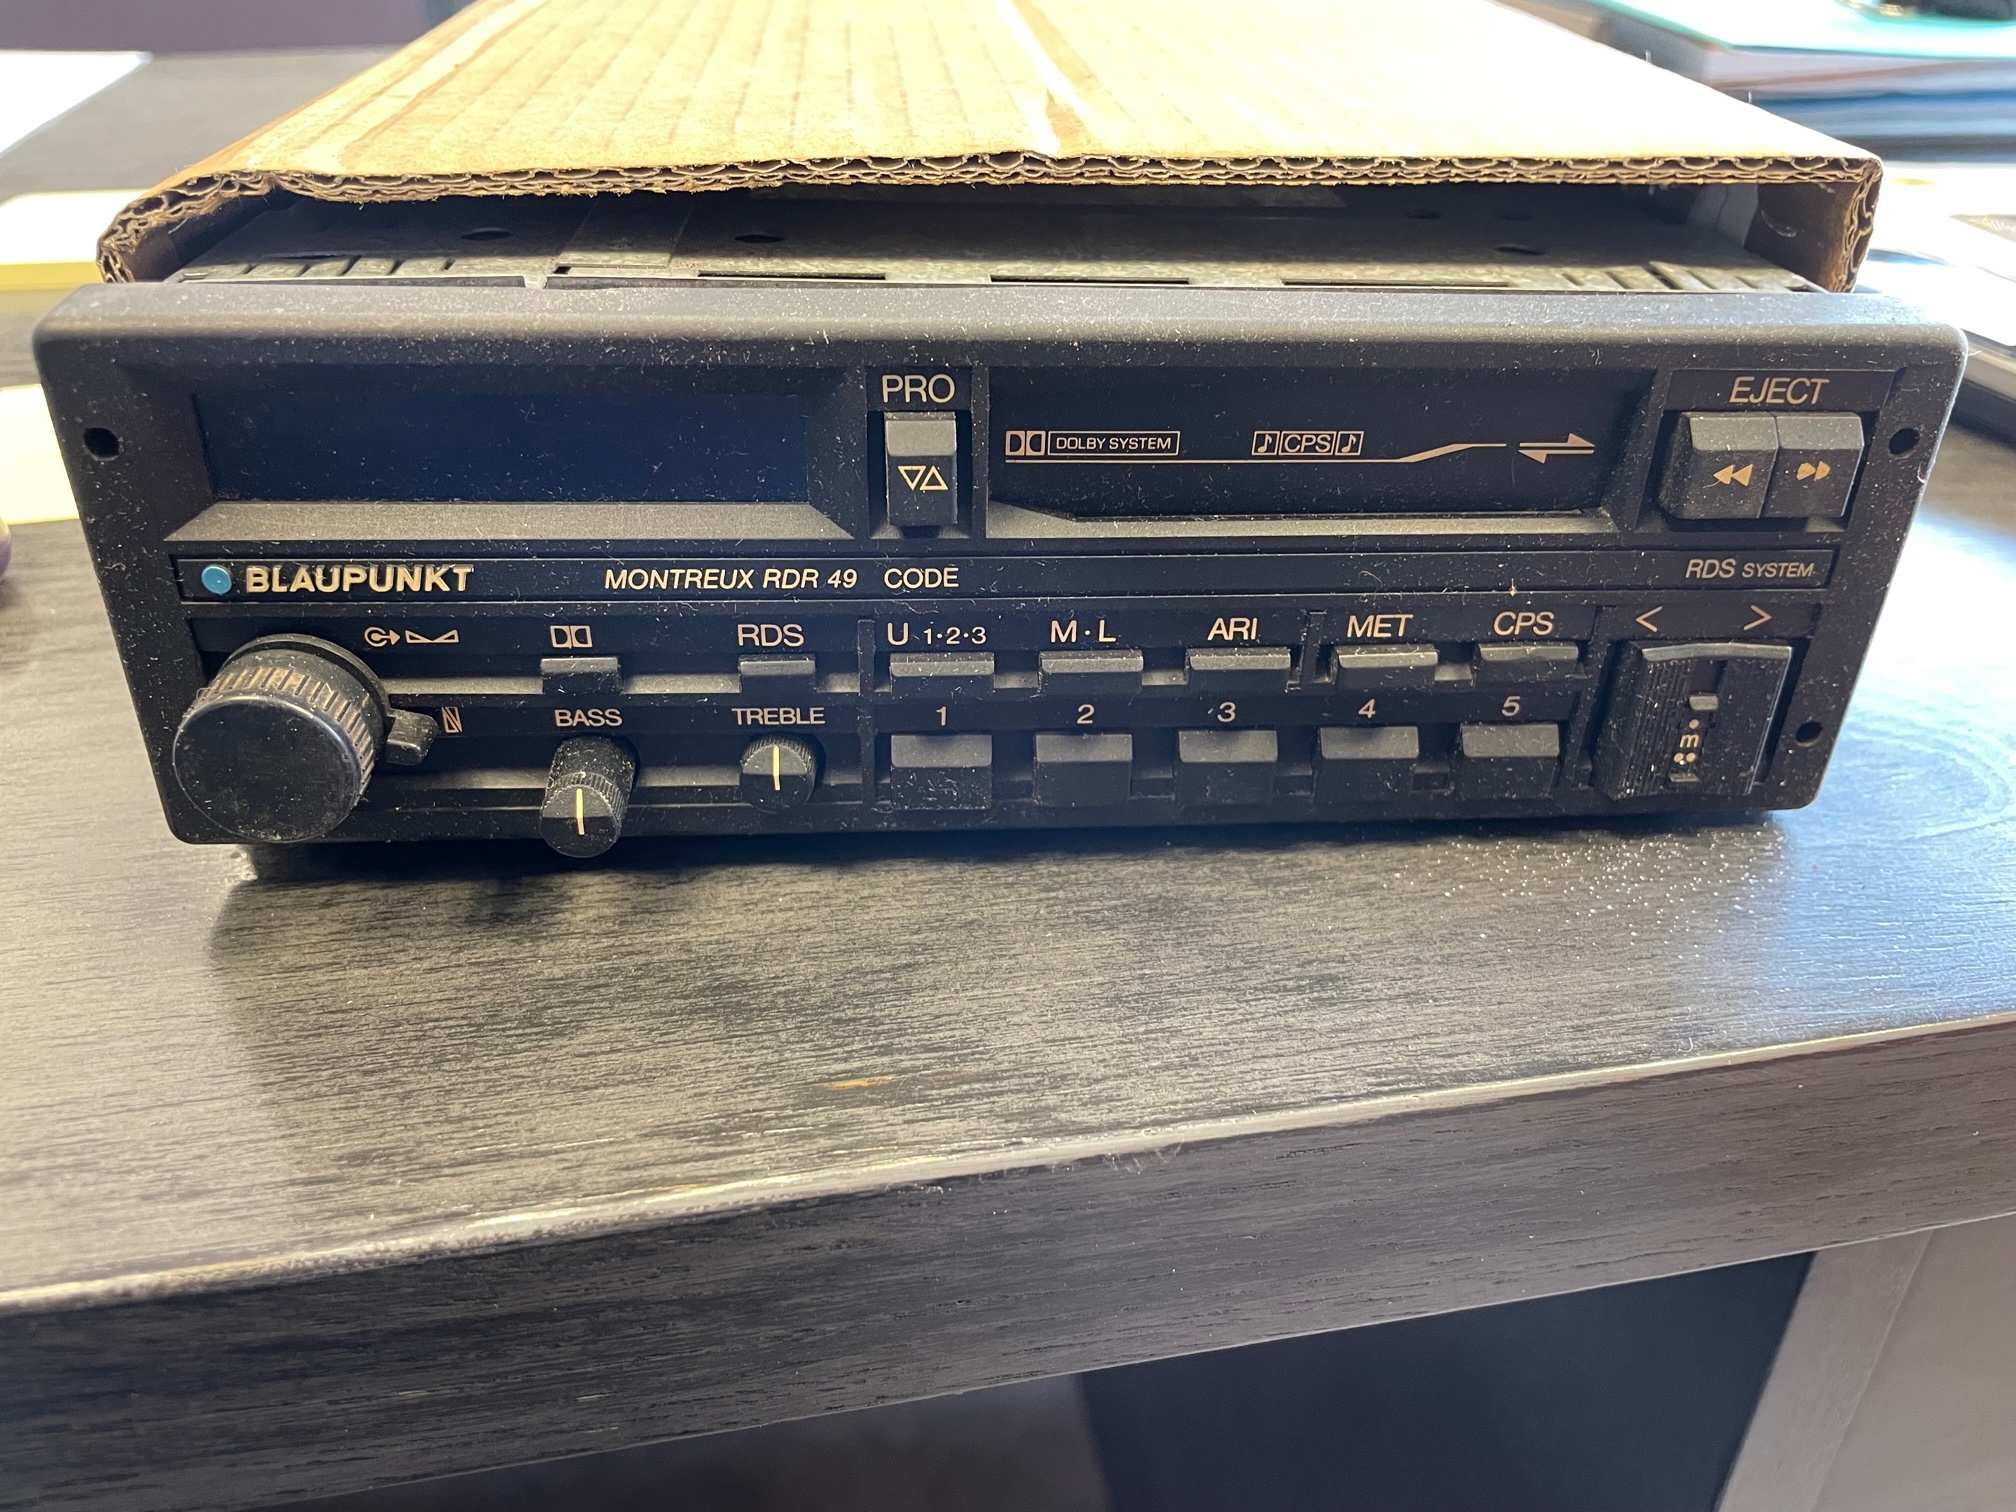 PRO
EJECT
DOLBY SYSTEM
CPS
BLAUPUNKT
MONTREUX RDR 49
CODE
RDS SYSTEM
RDS
U 1·2·3
M·L
ARI
MET
CPS
< >
BASS
TREBLE
1
2
3
4
5
m